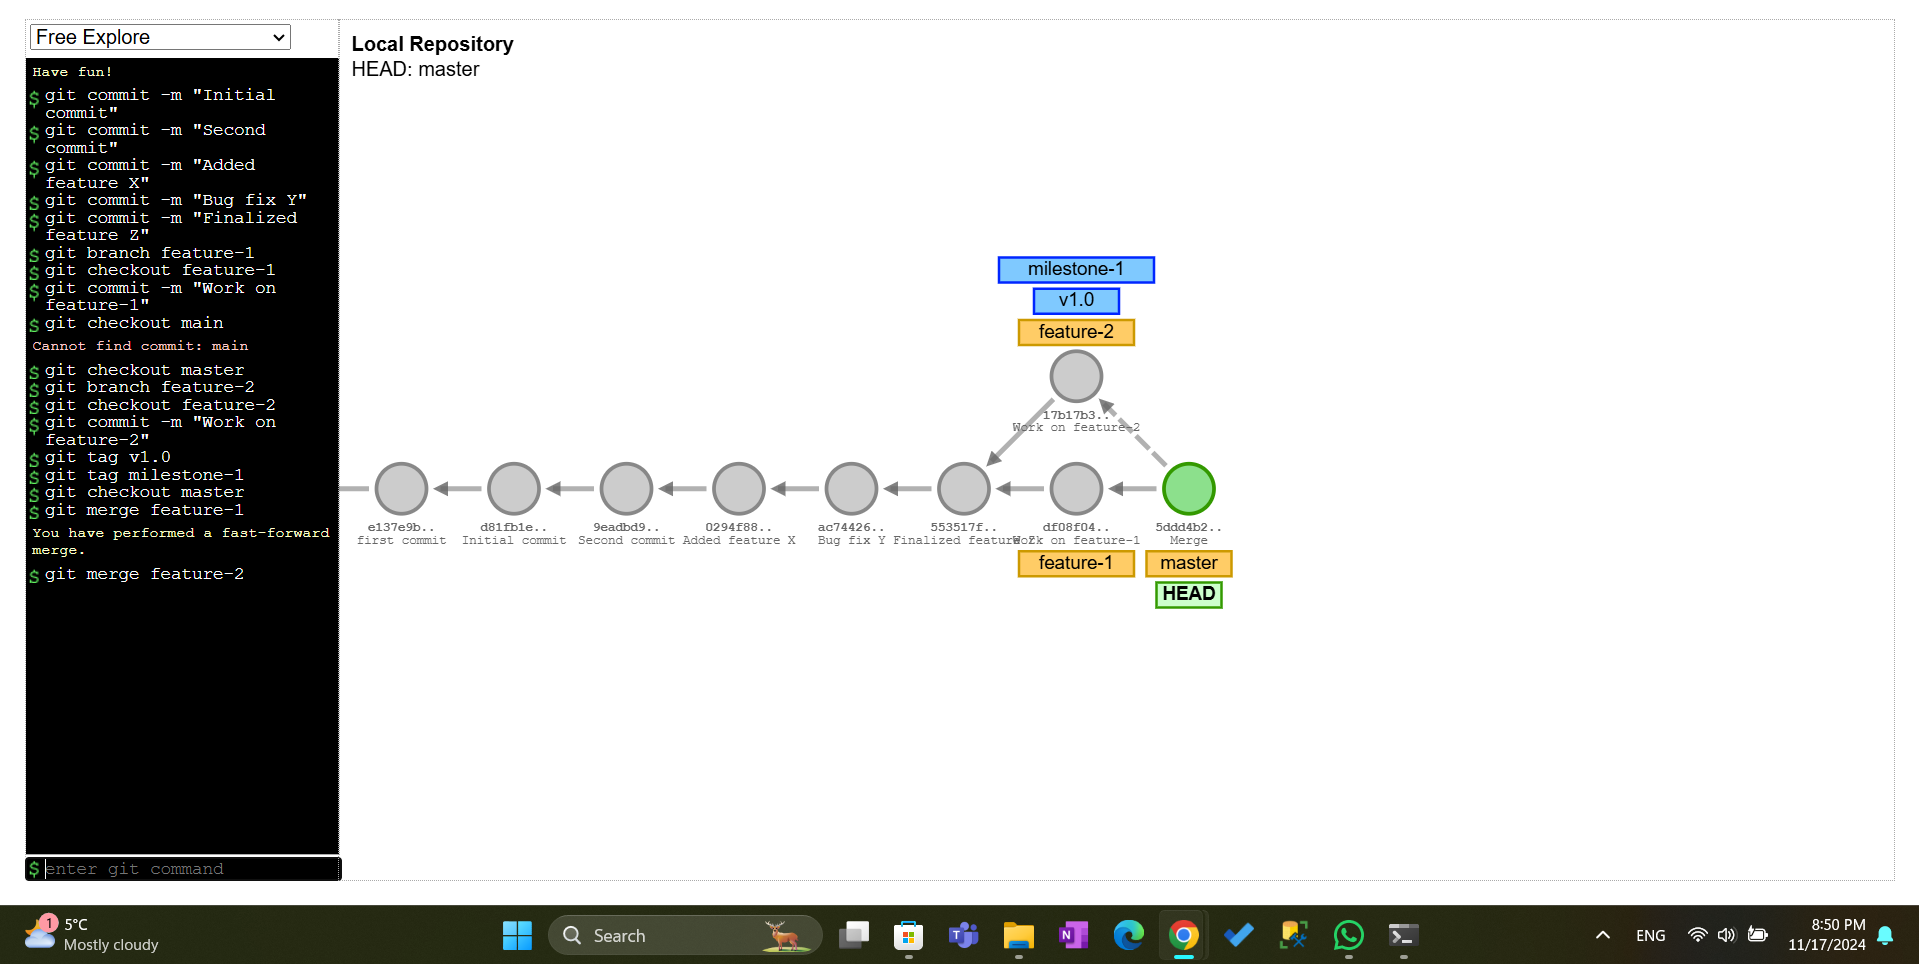 Free Explore
Have fun!
$ git commit -m "Initial
commit"
$ git commit -m "Second
commit"
$ git commit -m "Added
feature X"
$ git commit -m "Bug fix Y"
$ git commit -m "Finalized
feature Z"
$ git branch feature-1
$ git checkout feature-1
$ git commit -m "Work on
feature-1"
$ git checkout main
Cannot find commit: main
$ git checkout master
$ git branch feature-2
$ git checkout feature-2
$ git commit -m "Work on
feature-2"
$ git tag v1.0
$ git tag milestone-1
$ git checkout master
$ git merge feature-1
You have performed a fast-forward
merge.
$ git merge feature-2
$ enter git command
Local Repository
HEAD: master
milestone-1
v1.0
feature-2
17b17b3..
Work on feature-2
e137e9b.. d81fb1e.. 9eadbd9.. 0294f88.. ac74426.. 553517f.. df08f04.. 5ddd4b2..
first commit Initial commit Second commit Added feature X Bug fix Y Finalized feature Z Work on feature-1 Merge
feature-1 master
HEAD
1
5°C
Mostly cloudy
Search
ENG
8:50 PM
11/17/2024